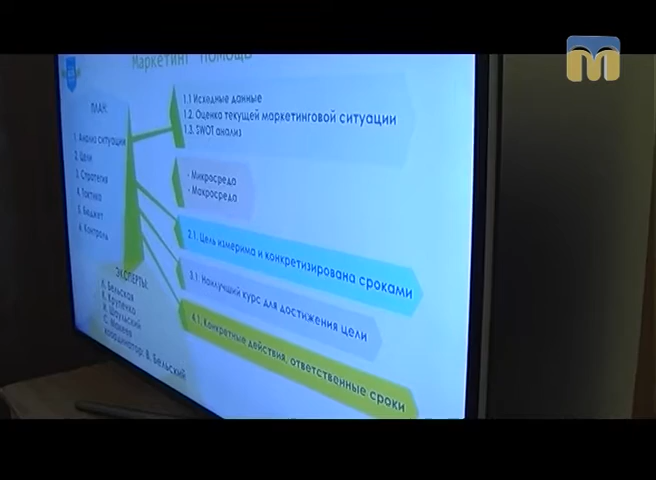 Маркетинг помощь
ПЛАН:
1. Анализ ситуации
2. Цели
3. Стратегия
4. Тактика
5. Бюджет
6. Контроль
1.1 Исходные данные
1.2. Оценка текущей маркетинговой ситуации
1.3. SWOT анализ
- Микросреда
- Макросреда
2.1. Цель измерима и конкретизирована сроками
3.1. Наилучший курс для достижения цели
4.1. Конкретные действия, ответственные сроки
ЭКСПЕРТЫ:
Бельская
К. Крупенко
Шоульский
С.
координатор: В. Бельский